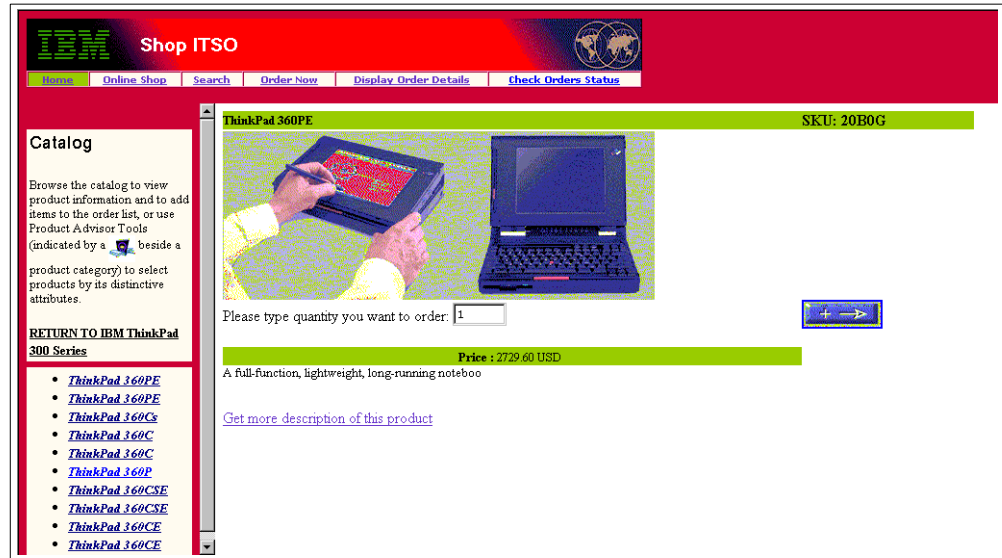 IBM
Shop ITSO
Home Online Shop Search Order Now Display Order Details Check Orders Status
Catalog
Browse the catalog to view
product information and to add
items to the order list, or use
Product Advisor Tools
(indicated by a beside a
product category) to select
products by its distinctive
attributes.
RETURN TO IBM ThinkPad
300 Series
ThinkPad 360PE
ThinkPad 360PE
ThinkPad 360Cs
ThinkPad 360C
ThinkPad 360C
ThinkPad 360P
ThinkPad 360CSE
ThinkPad 360CSE
ThinkPad 360CE
ThinkPad 360CE
ThinkPad 360PE SKU: 20B0G
Please type quantity you want to order: 1
Price : 2729.60 USD
A full-function, lightweight, long-running noteboo
Get more description of this product